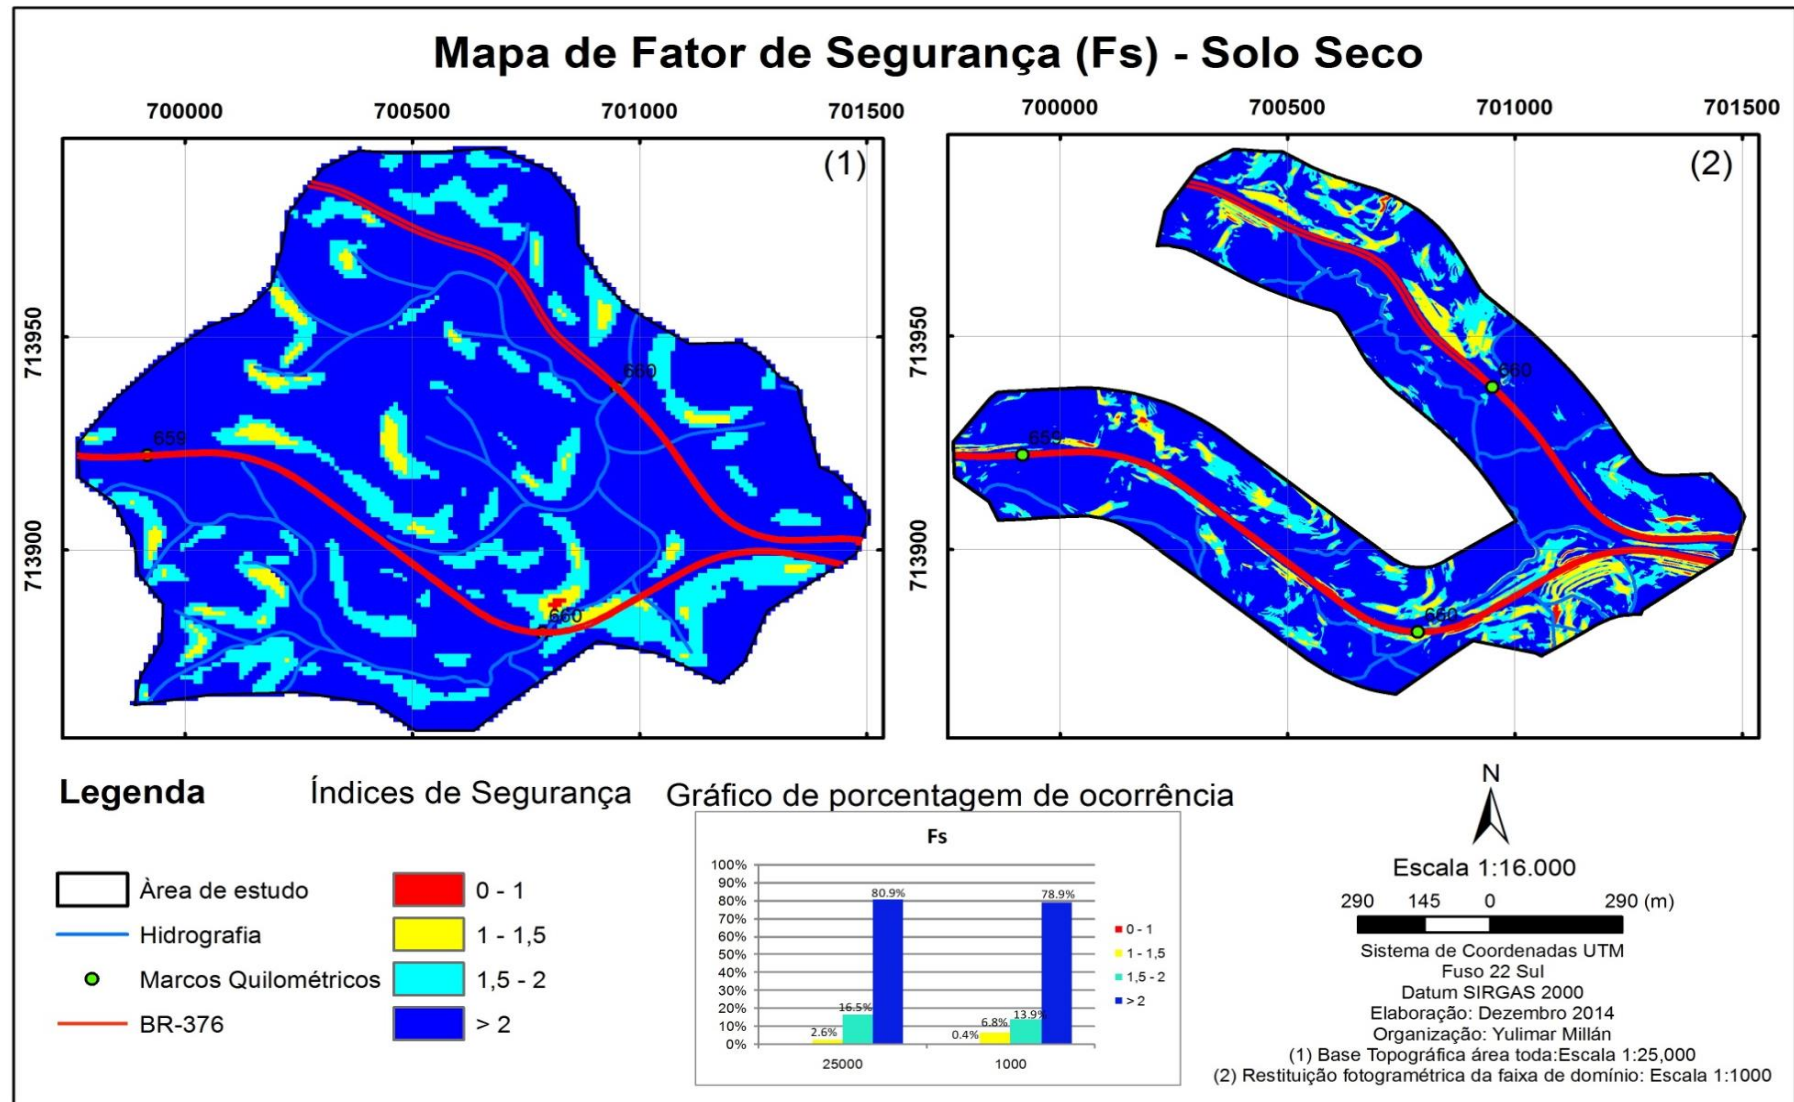 Mapa de Fator de Segurança (Fs) - Solo Seco
700000 700500 701000 701500
700000 700500 701000 701500
(1)
(2)
713950
713900
713950
713900
659
660
660
659
660
660
Legenda
Índices de Segurança
Gráfico de porcentagem de ocorrência
Àrea de estudo
Hidrografia
Marcos Quilométricos
BR-376
0 - 1
1 - 1,5
1,5 - 2
> 2
Fs
100%
90%
80%
70%
60%
50%
40%
30%
20%
10%
0%
2.6%
16.5%
80.9%
0.4%
6.8%
13.9%
78.9%
25000
1000
0 - 1
1 - 1,5
1,5 - 2
> 2
N
Escala 1:16.000
290 145 0 290 (m)
Sistema de Coordenadas UTM
Fuso 22 Sul
Datum SIRGAS 2000
Elaboração: Dezembro 2014
Organização: Yulimar Millán
(1) Base Topográfica área toda:Escala 1:25,000
(2) Restituição fotogramétrica da faixa de domínio: Escala 1:1000